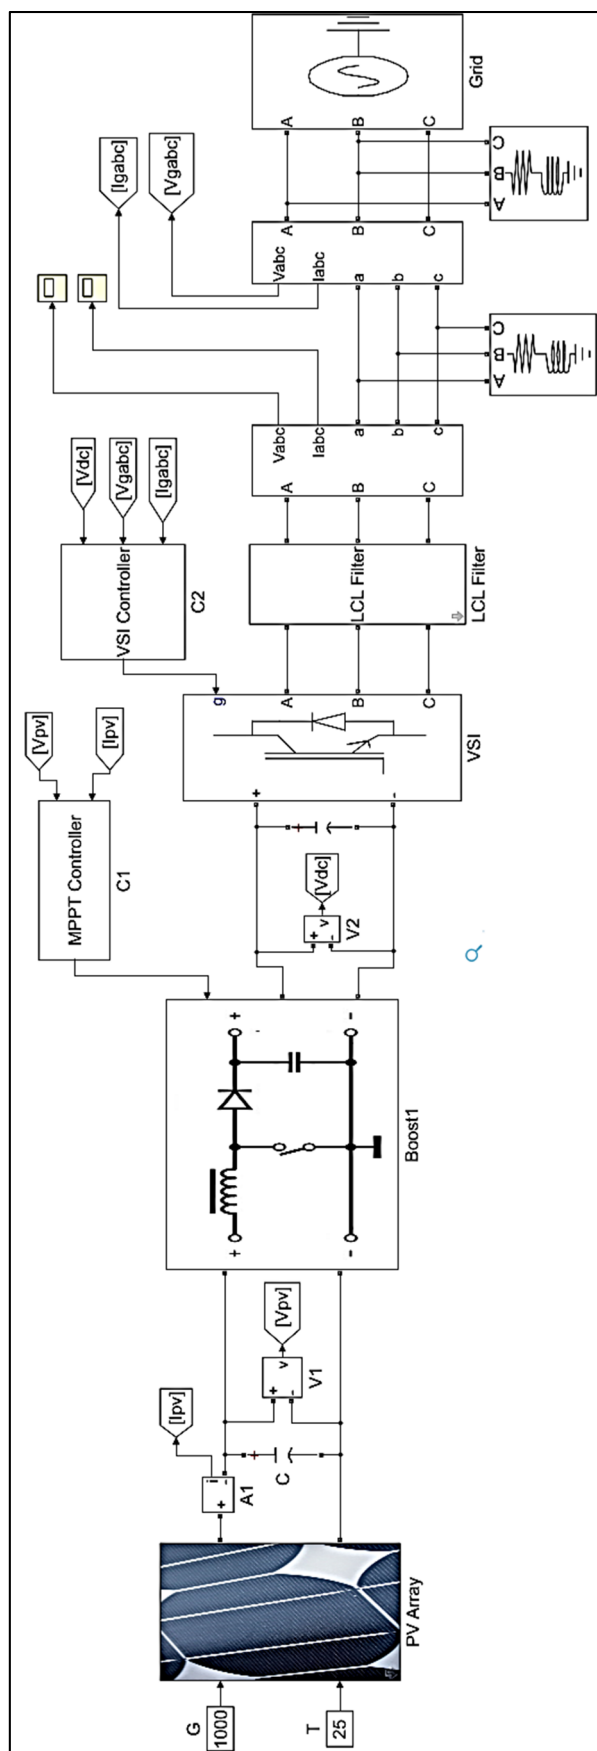 G
1000
T
25
PV Array
+
i
-
A1
[Ipv]
+
C
+
v
-
V1
[Vpv]
+
+
-
-
Boost1
MPPT Controller
C1
[Vpv]
[Ipv]
+
v
-
V2
[Vdc]
+
+
-
g
A
B
C
VSI
VSI Controller
C2
[Vdc]
[Vgabc]
[Igabc]
LCL Filter
LCL Filter
A
B
C
Vabc
Iabc
a
b
c
A
B
C
Vabc
Iabc
a
b
c
A
B
C
[Igabc]
[Vgabc]
A
B
C
A
B
C
Grid